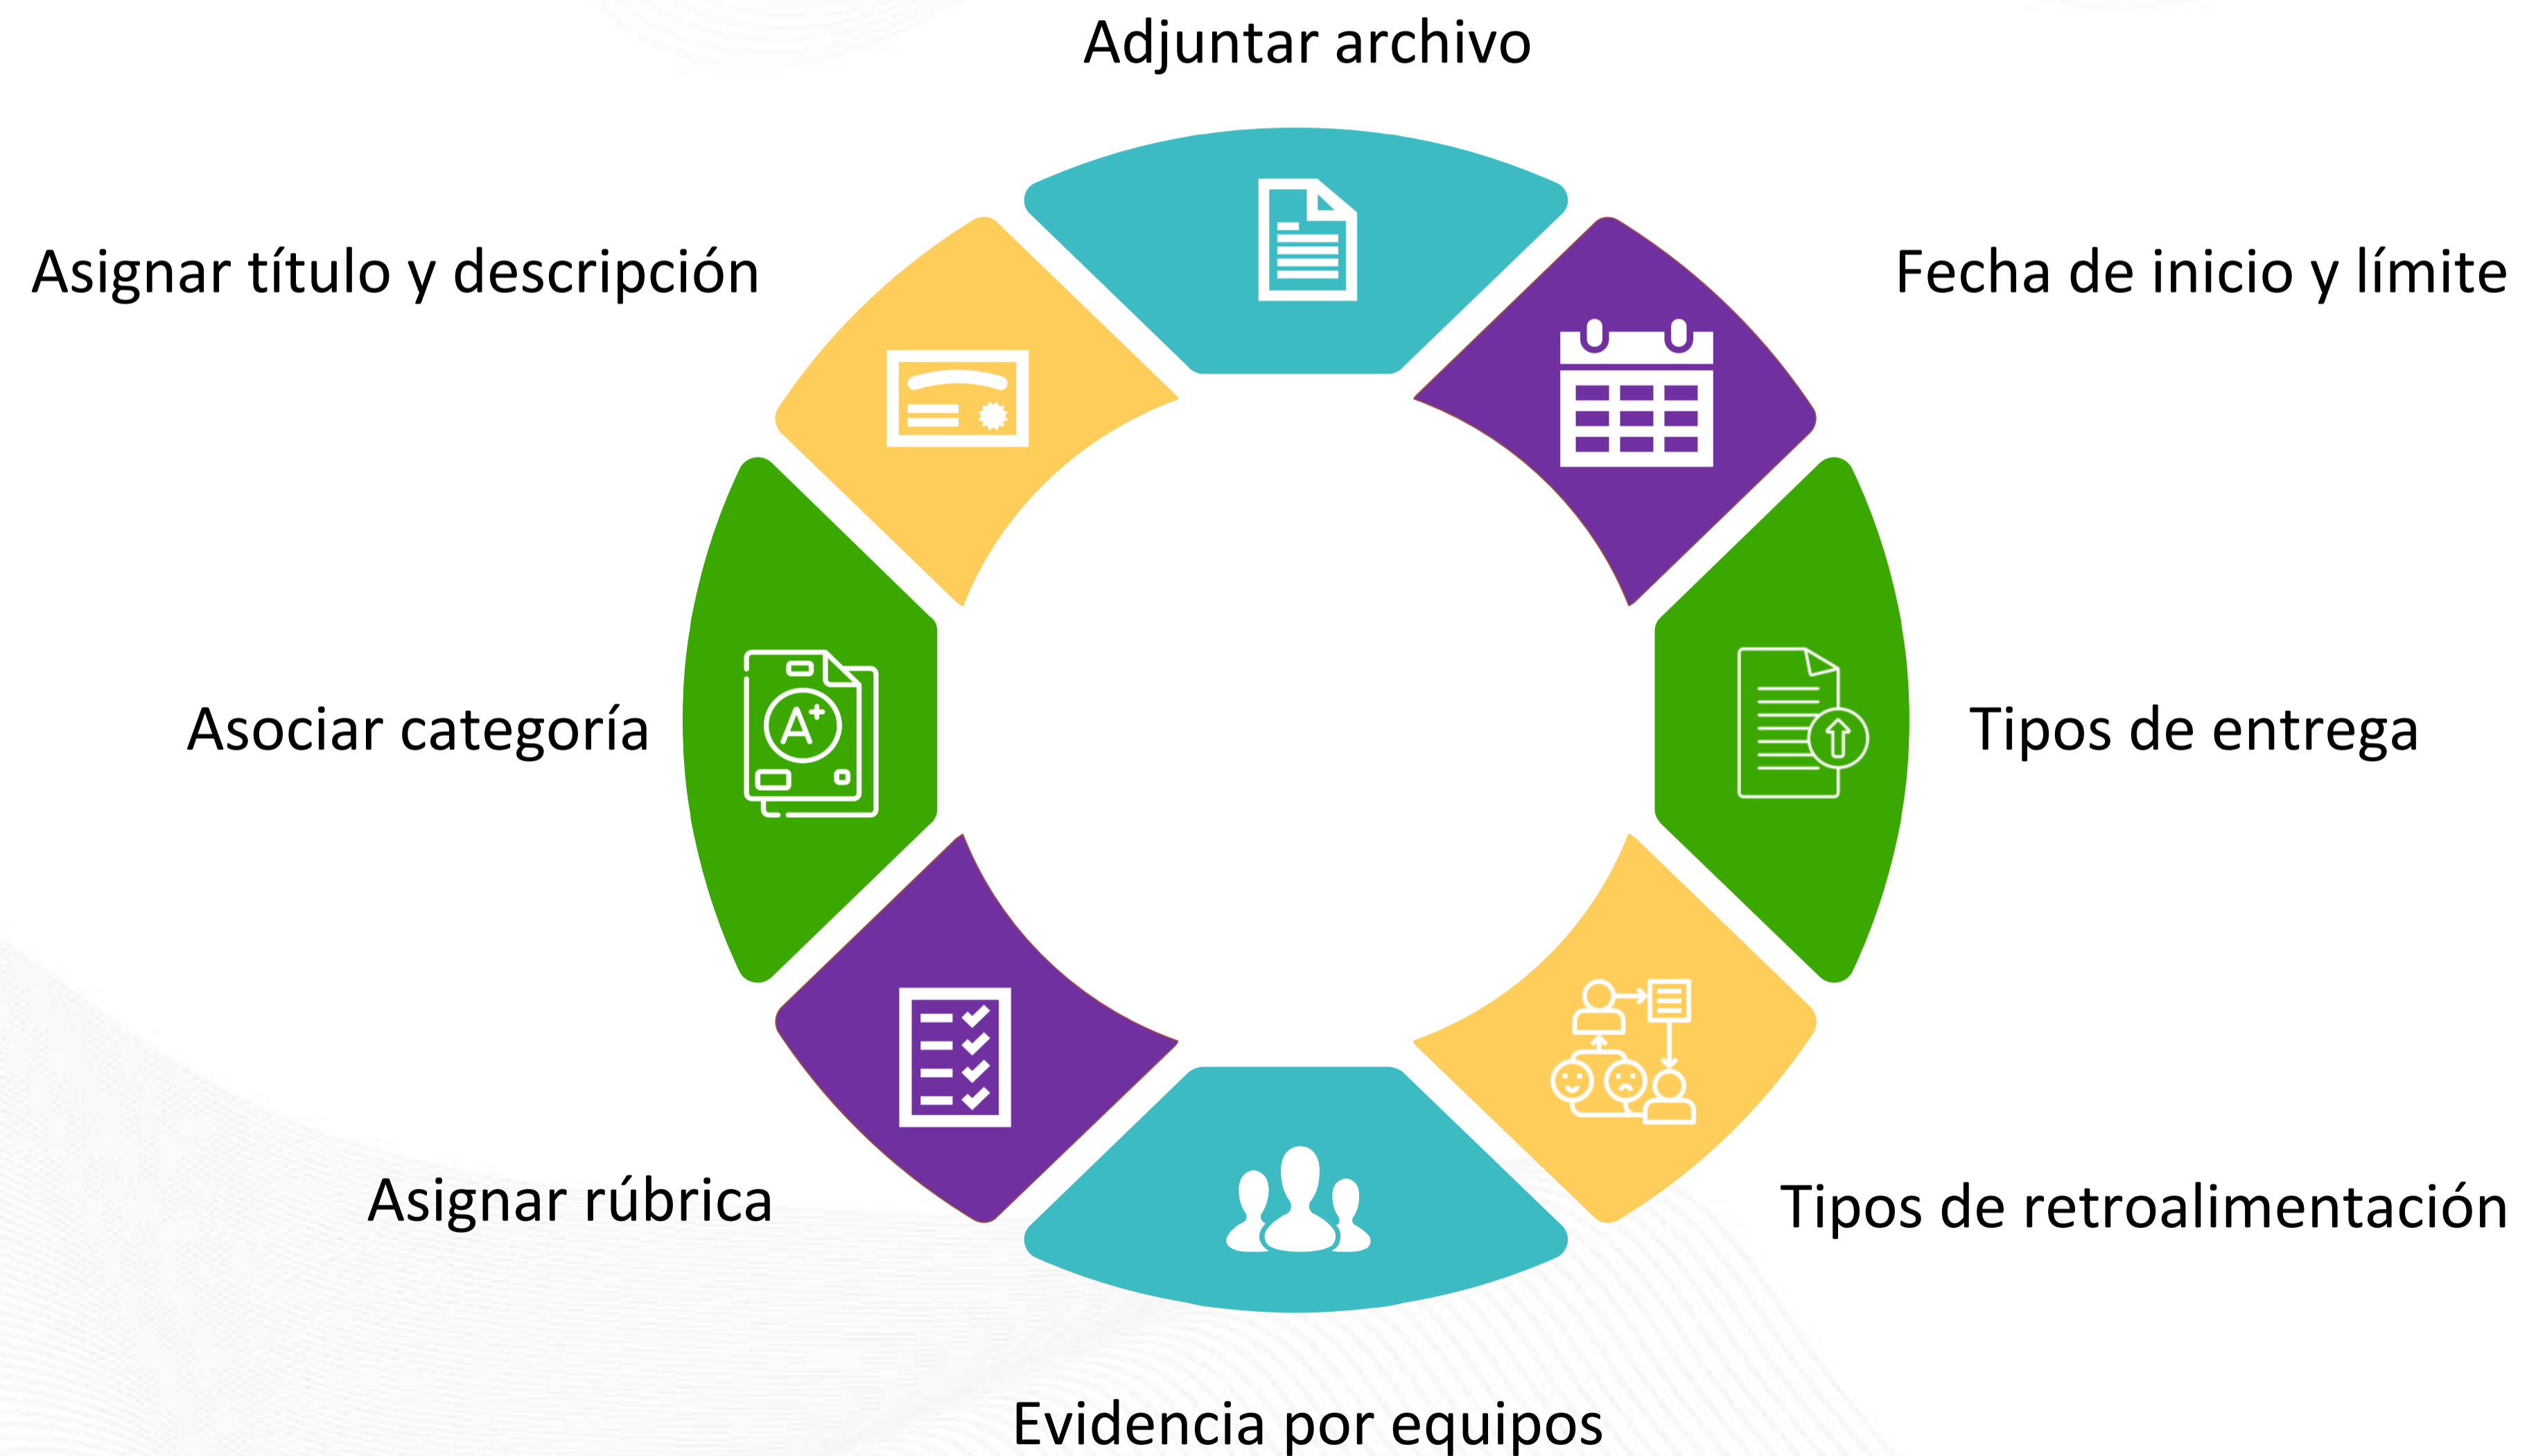 Adjuntar archivo
Asignar título y descripción
Fecha de inicio y límite
Asociar categoría
A+
Tipos de entrega
Asignar rúbrica
Tipos de retroalimentación
Evidencia por equipos